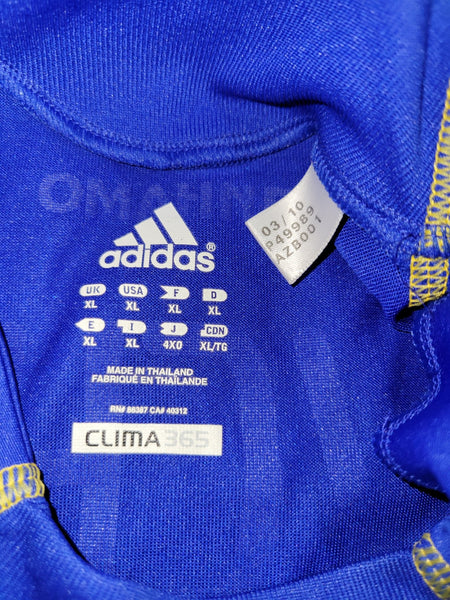 adidas®
UK USA F D
XL XL XL XL
E I J CDN
XL XL 4XO XL/TG
MADE IN THAILAND
FABRIQUÉ EN THAÏLANDE
RN# 88387 CA# 40312
CLIMA365
03/10
P49989
AZB001